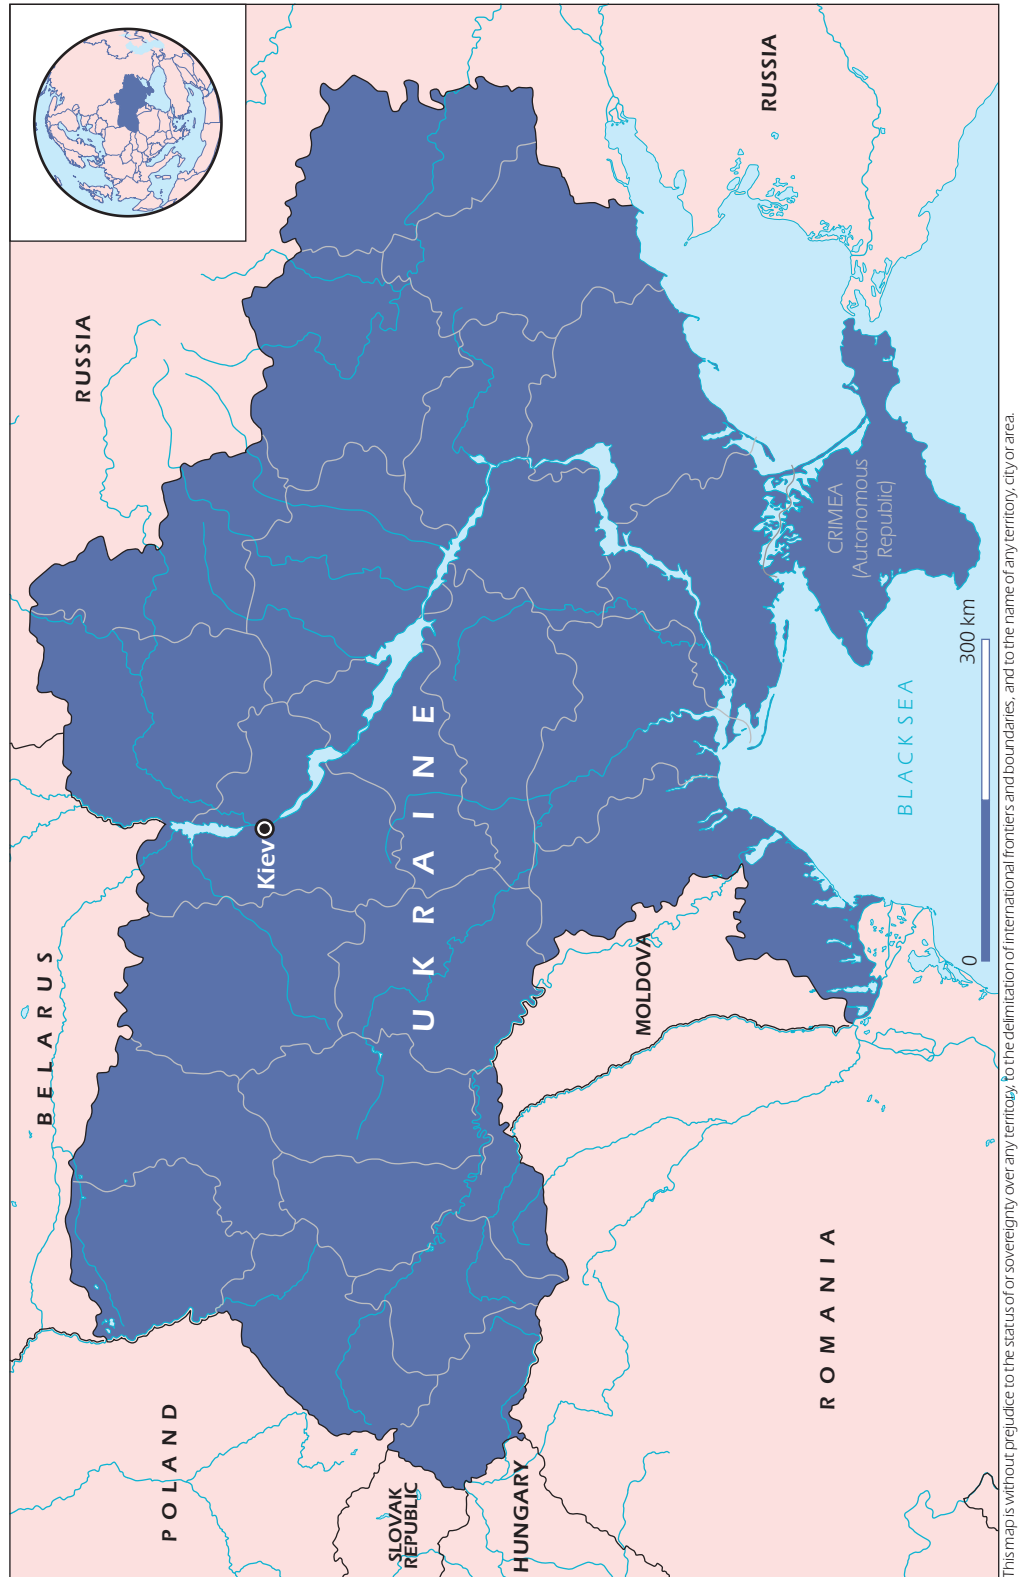 RUSSIA
BELARUS
POLAND
Kiev
UKRAINE
SLOVAK
REPUBLIC
HUNGARY
MOLDOVA
ROMANIA
RUSSIA
CRIMEA
(Autonomous
Republic)
BLACK SEA
0
300 km
This map is without prejudice to the status of or sovereignty over any territory, to the delimitation of international frontiers and boundaries, and to the name of any territory, city or area.